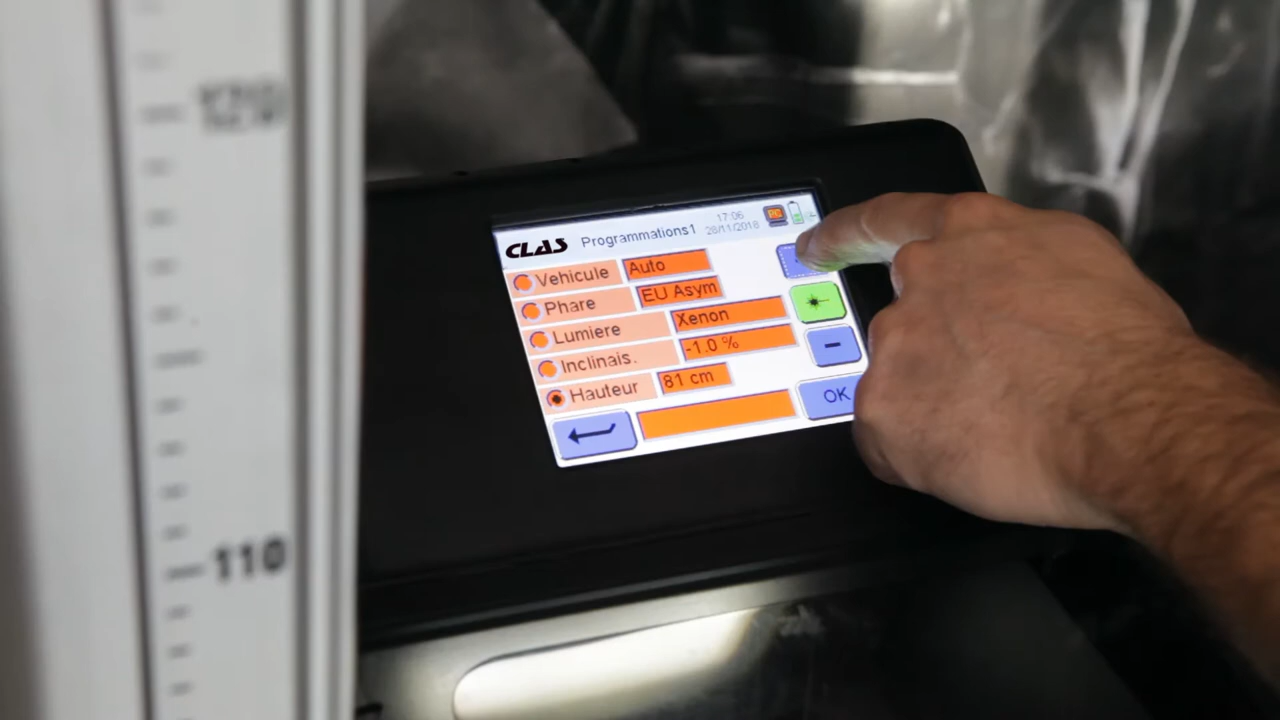 120
110
CLAS Programmations1 17:06
28/11/2018
Vehicule Auto
Phare EU Asym
Lumiere Xenon
Inclinais. -1.0 %
Hauteur 81 cm
OK